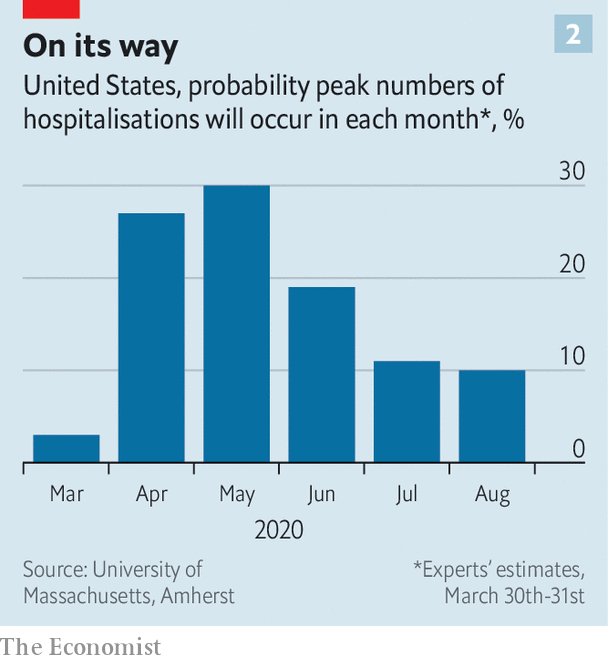 2
On its way
United States, probability peak numbers of
hospitalisations will occur in each month*, %
30
20
10
0
Mar Apr May Jun Jul Aug
2020
Source: University of
Massachusetts, Amherst
*Experts’ estimates,
March 30th-31st
The Economist